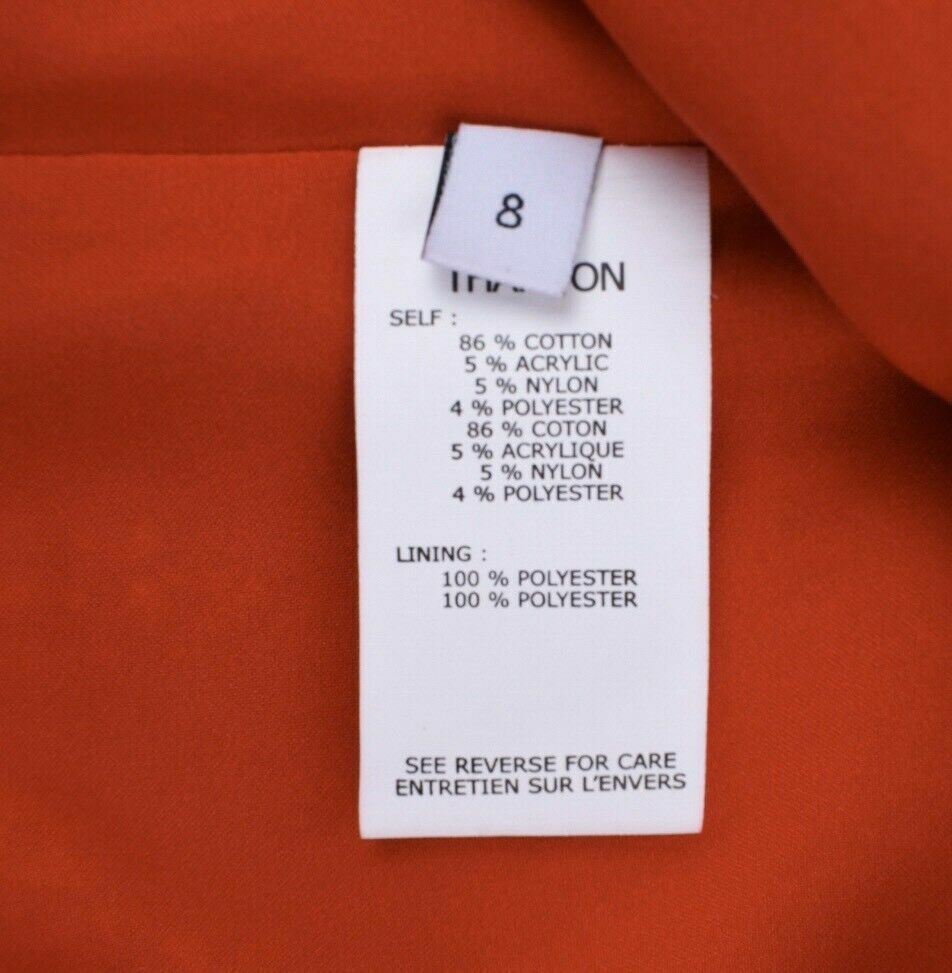 8
SELF :
86 % COTTON
5 % ACRYLIC
5 % NYLON
4 % POLYESTER
86 % COTON
5 % ACRYLIQUE
5 % NYLON
4 % POLYESTER
LINING :
100 % POLYESTER
100 % POLYESTER
SEE REVERSE FOR CARE
ENTRETIEN SUR L'ENVERS